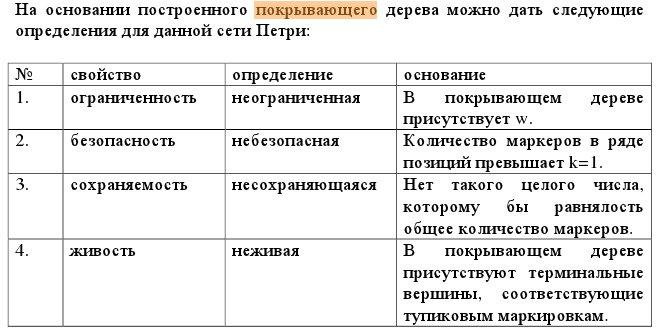 На основании построенного покрывающего дерева можно дать следующие
определения для данной сети Петри:
№ свойство определение основание
1. ограниченность неограниченная В покрывающем дереве
присутствует w.
2. безопасность небезопасная Количество маркеров в ряде
позиций превышает k=1.
3. сохраняемость несохраняющаяся Нет такого целого числа,
которому бы равнялось
общее количество маркеров.
4. живость неживая В покрывающем дереве
присутствуют терминальные
вершины, соответствующие
тупиковым маркировкам.